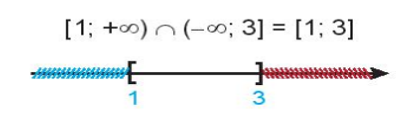 [1; +∞) ∩ (−∞; 3] = [1; 3]
[ ]
1 3